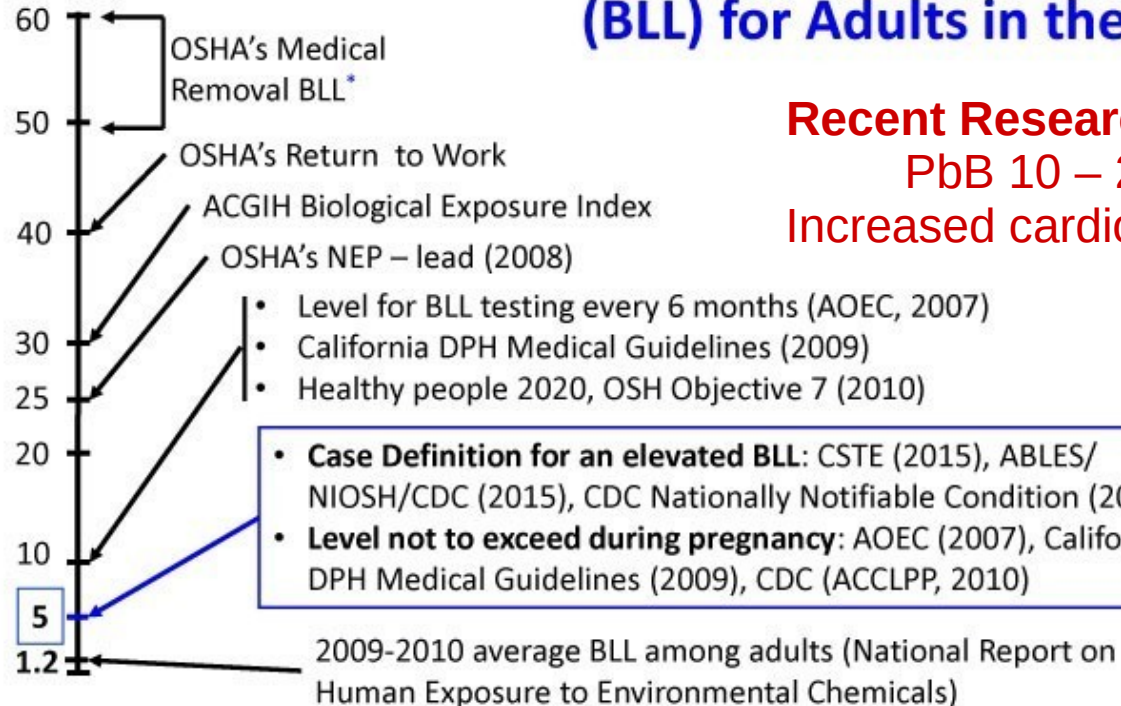 (BLL) for Adults in the
Recent Resear
PbB 10 –
Increased cardi
60
OSHA's Medical
Removal BLL*
50
OSHA's Return to Work
ACGIH Biological Exposure Index
40
OSHA's NEP – lead (2008)
• Level for BLL testing every 6 months (AOEC, 2007)
30
• California DPH Medical Guidelines (2009)
25
• Healthy people 2020, OSH Objective 7 (2010)
20
• Case Definition for an elevated BLL: CSTE (2015), ABLES/
NIOSH/CDC (2015), CDC Nationally Notifiable Condition (20
• Level not to exceed during pregnancy: AOEC (2007), Califo
DPH Medical Guidelines (2009), CDC (ACCLPP, 2010)
10
5
1.2
2009-2010 average BLL among adults (National Report on
Human Exposure to Environmental Chemicals)